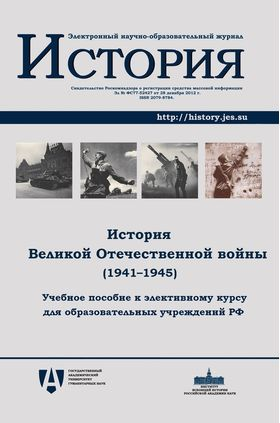 Электронный научно-образовательный журнал
История
Свидетельство Роскомнадзора о регистрации средства массовой информации
Эл № ФС77-52427 от 28 декабря 2012 г.
ISSN 2079-8784.
http://history.jes.su
История
Великой Отечественной войны
(1941–1945)
Учебное пособие к элективному курсу
для образовательных учреждений РФ
ГОСУДАРСТВЕННЫЙ
АКАДЕМИЧЕСКИЙ
УНИВЕРСИТЕТ
ГУМАНИТАРНЫХ НАУК
ИНСТИТУТ
ВСЕОБЩЕЙ ИСТОРИИ
РОССИЙСКОЙ АКАДЕМИИ НАУК